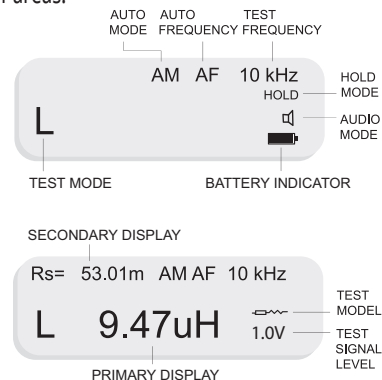 AUTO AUTO TEST
MODE FREQUENCY FREQUENCY
AM AF 10 kHz
HOLD
HOLD
MODE
L
AUDIO
MODE
TEST MODE
BATTERY INDICATOR
SECONDARY DISPLAY
Rs= 53.01m AM AF 10 kHz
L 9.47uH
1.0V
TEST
MODEL
TEST
SIGNAL
LEVEL
PRIMARY DISPLAY